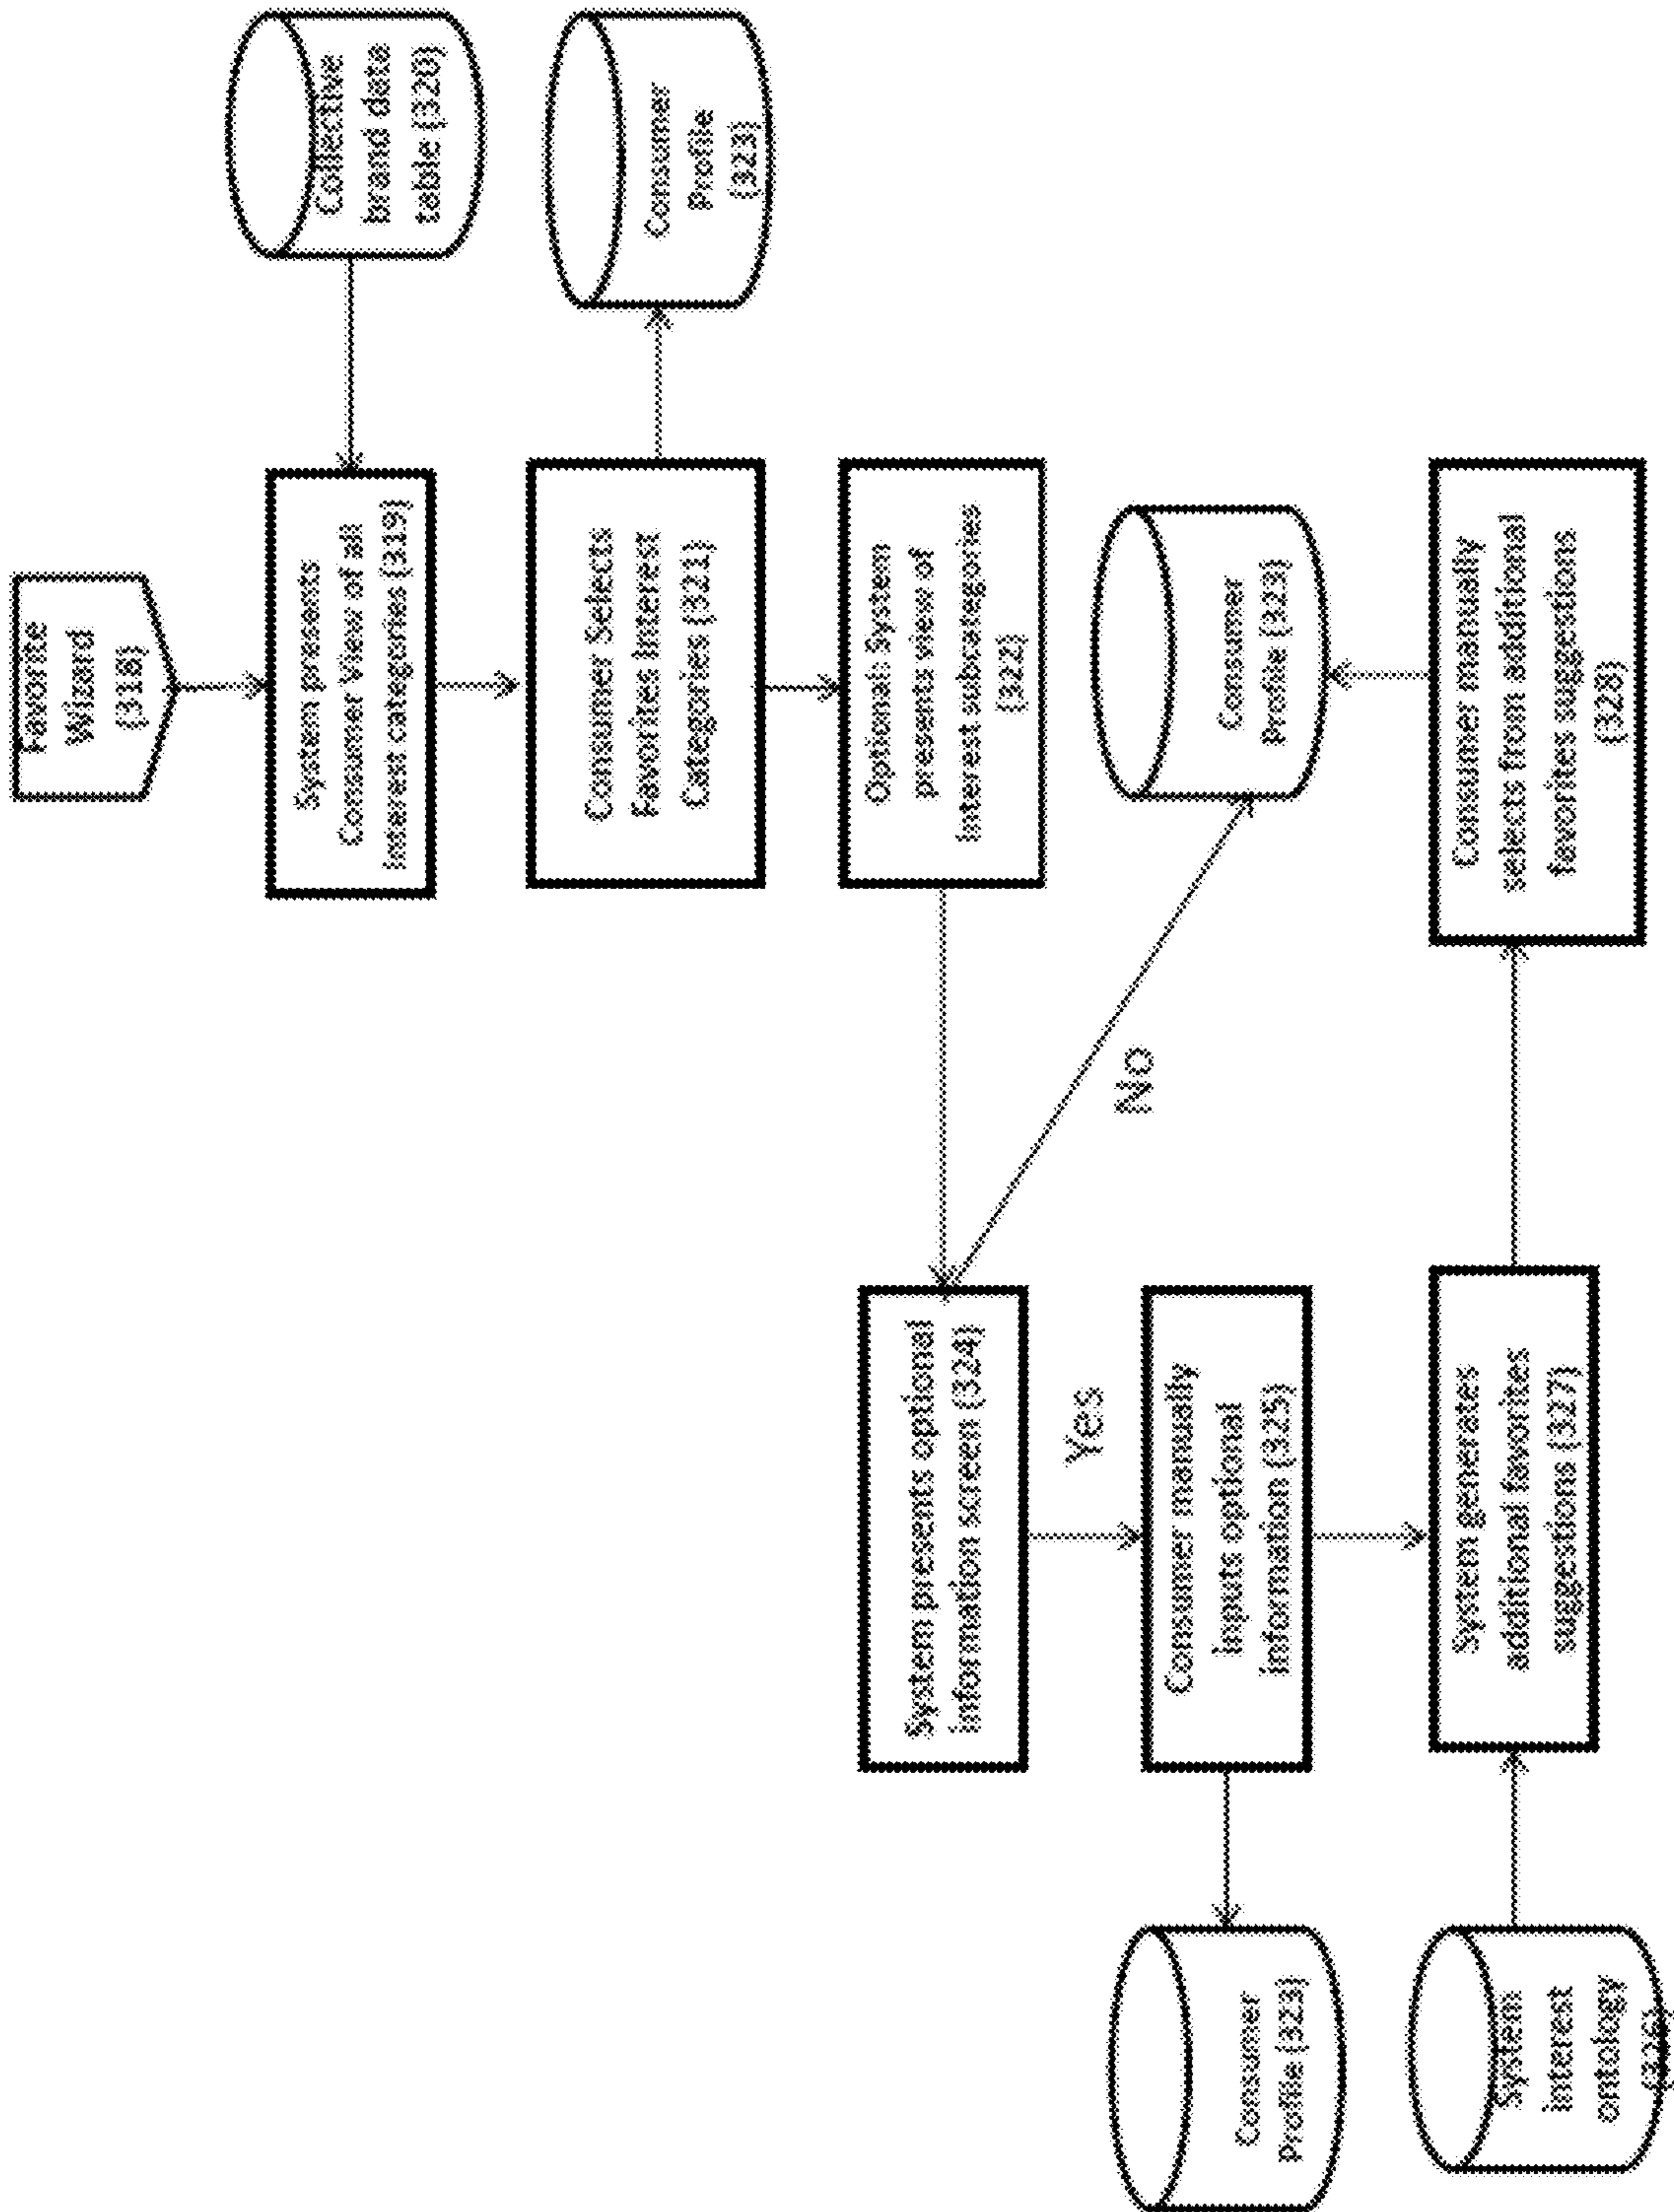 Favorite
Wizard
(318)
System presents
Consumer View of all
interest categories (319)
Collective
brand data
table (320)
Consumer Selects
Favorites Interest
Categories (321)
Consumer
Profile
(323)
Optional: System
presents view of
interest subcategories
(322)
System presents optional
information screen (324)
No
Consumer
Profile (323)
Yes
Consumer manually
inputs optional
information (325)
Consumer
Profile (323)
System
interest
ontology
(326)
System generates
additional favorites
suggestions (327)
Consumer manually
selects from additional
favorites suggestions
(328)